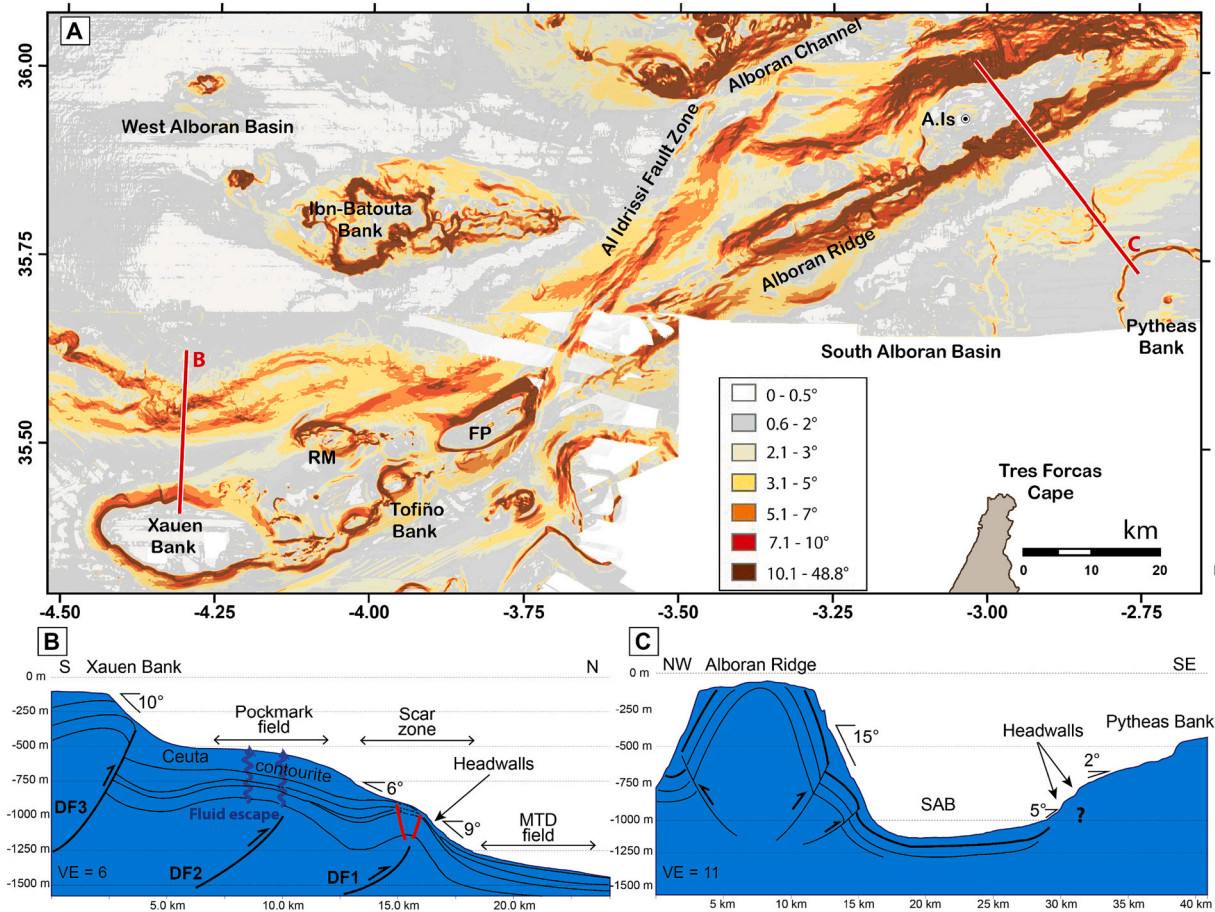 A
36.00
35.75
35.50
West Alboran Basin
Ibn-Batouta
Bank
Al Idrissi Fault Zone
Alboran Channel
A.Is
Alboran Ridge
C
Pytheas
Bank
South Alboran Basin
B
RM
FP
Tofiño
Bank
Xauen
Bank
0 - 0.5°
0.6 - 2°
2.1 - 3°
3.1 - 5°
5.1 - 7°
7.1 - 10°
10.1 - 48.8°
Tres Forcas
Cape
km
0 10 20
-4.50 -4.25 -4.00 -3.75 -3.50 -3.25 -3.00 -2.75
B
S Xauen Bank N
0 m
-250 m
-500 m
-750 m
-1000 m
-1250 m
-1500 m
10°
Pockmark
field
Scar
zone
Ceuta
contourite
Headwalls
6°
Fluid escape
9°
MTD
field
DF3
DF2
DF1
VE = 6
5.0 km 10.0 km 15.0 km 20.0 km
C
NW Alboran Ridge SE
0 m
-250 m
-500 m
-750 m
-1000 m
-1250 m
-1500 m
15°
Headwalls
Pytheas Bank
2°
SAB
5°
?
VE = 11
5 km 10 km 15 km 20 km 25 km 30 km 35 km 40 km